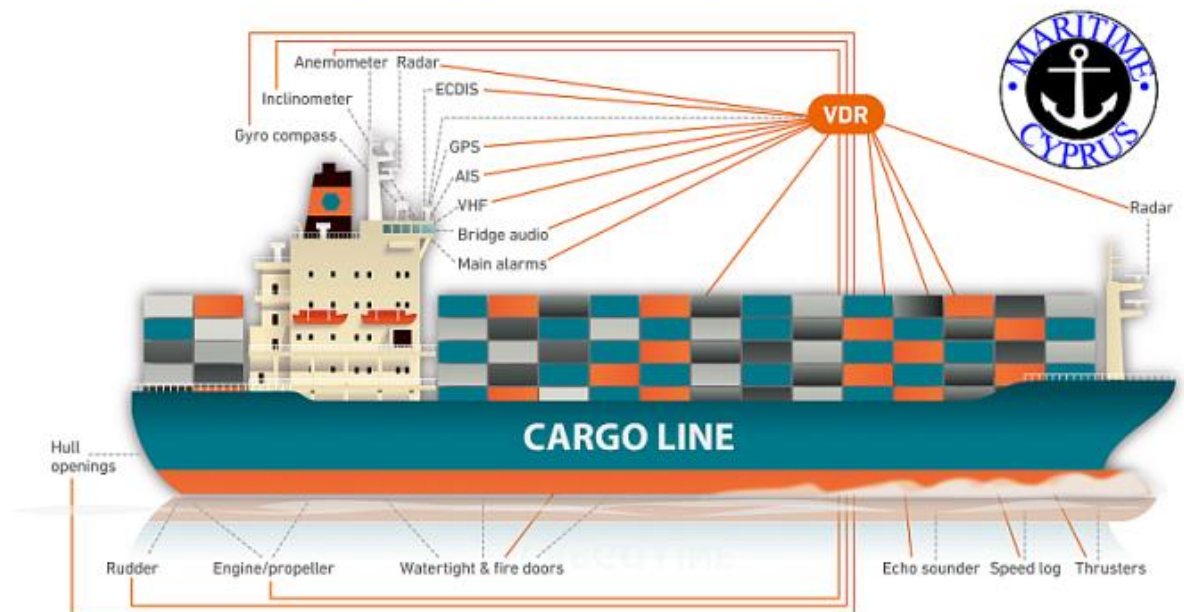 Anemometer
Radar
Inclinometer
ECDIS
Gyro compass
VDR
GPS
AIS
VHF
Bridge audio
Main alarms
MARITIME
CYPRUS
Radar
CARGO LINE
Hull
openings
Rudder
Engine/propeller
Watertight & fire doors
Echo sounder
Speed log
Thrusters